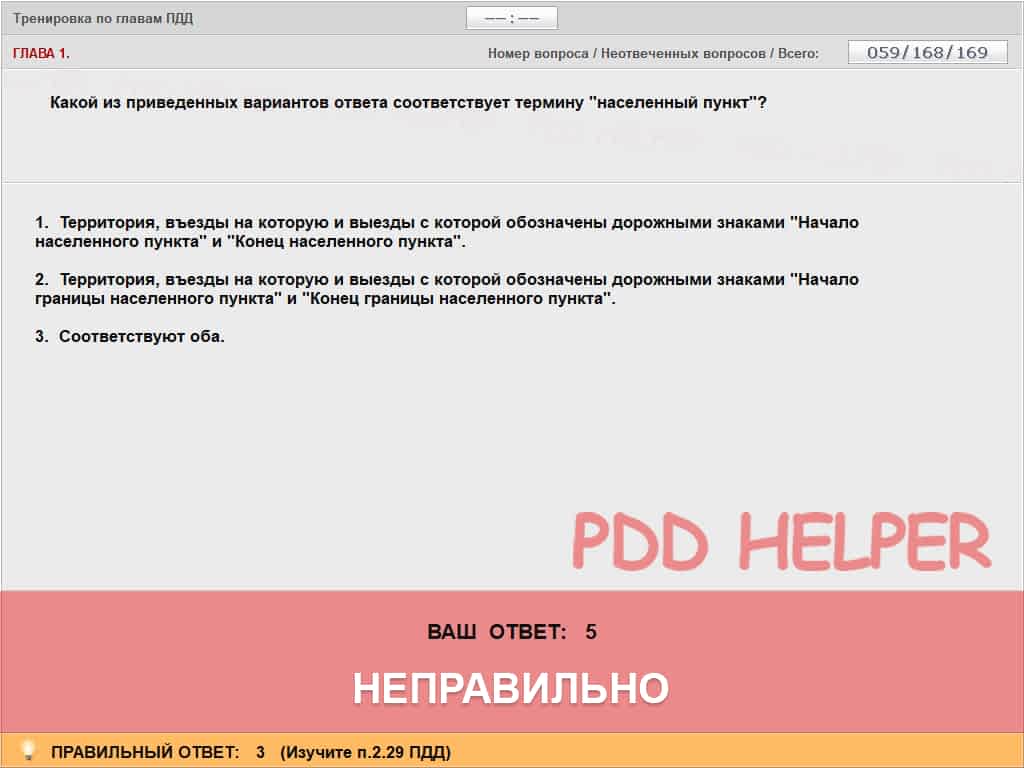 Тренировка по главам ПДД
––:––
ГЛАВА 1.
Номер вопроса / Неотвеченных вопросов / Всего:
059/168/169
Какой из приведенных вариантов ответа соответствует термину "населенный пункт"?
1. Территория, въезды на которую и выезды с которой обозначены дорожными знаками "Начало
населенного пункта" и "Конец населенного пункта".
2. Территория, въезды на которую и выезды с которой обозначены дорожными знаками "Начало
границы населенного пункта" и "Конец границы населенного пункта".
3. Соответствуют оба.
PDD HELPER
ВАШ ОТВЕТ: 5
НЕПРАВИЛЬНО
ПРАВИЛЬНЫЙ ОТВЕТ: 3 (Изучите п.2.29 ПДД)